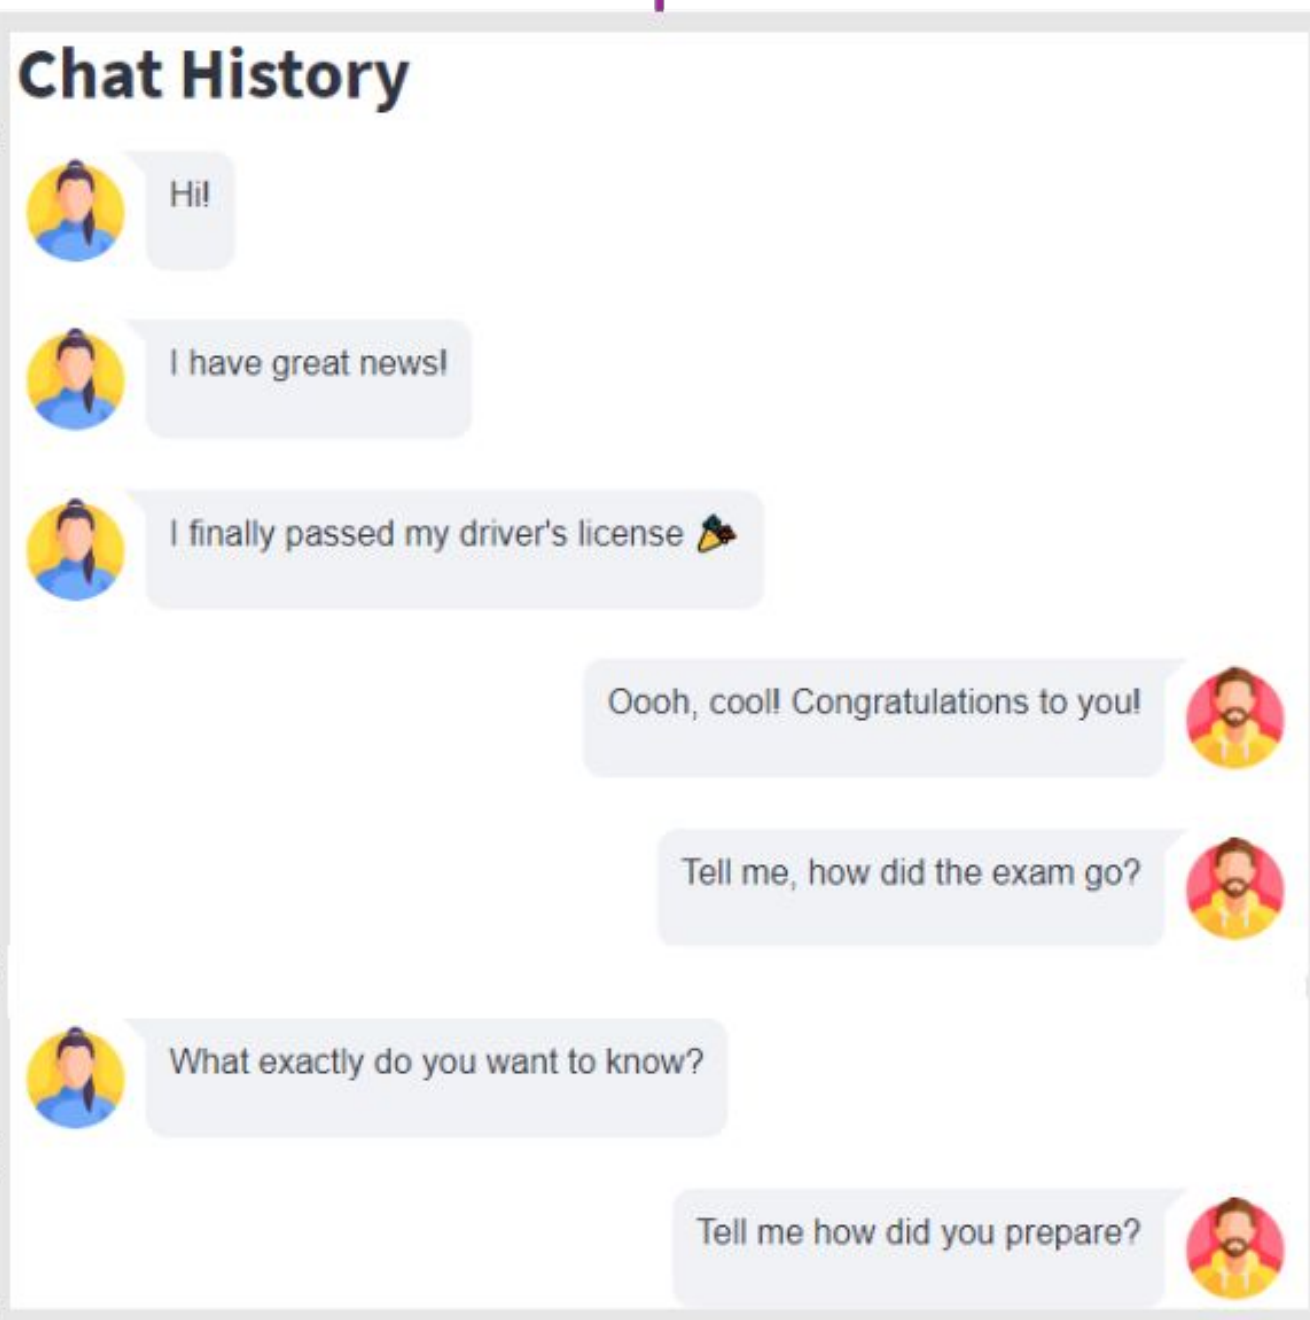 Chat History
Hi!
I have great news!
I finally passed my driver's license 🎉
Oooh, cool! Congratulations to you!
Tell me, how did the exam go?
What exactly do you want to know?
Tell me how did you prepare?